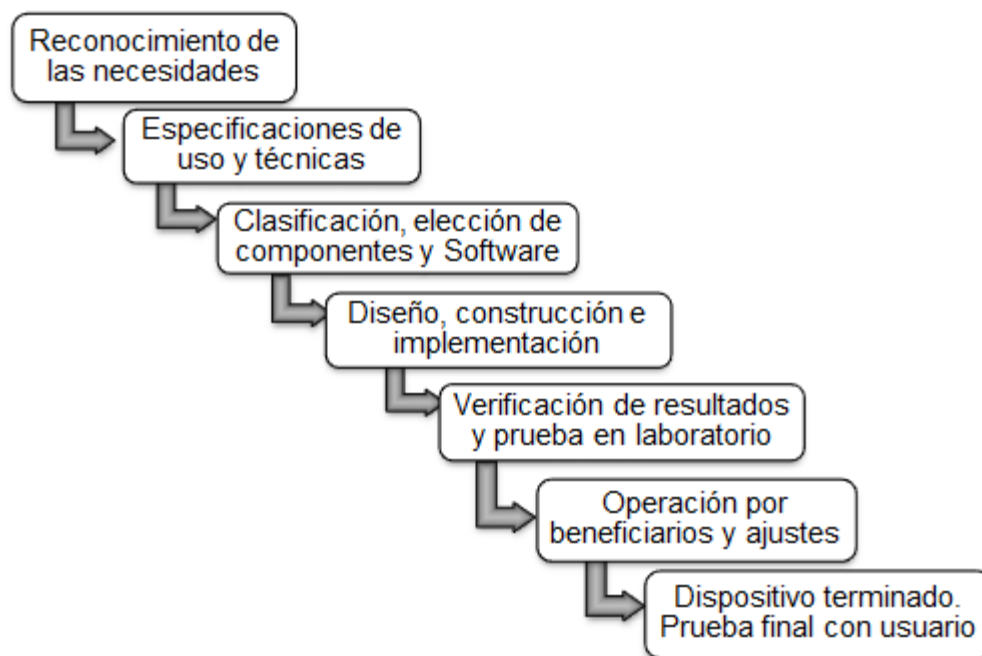 Reconocimiento de
las necesidades
Especificaciones de
uso y técnicas
Clasificación, elección de
componentes y Software
Diseño, construcción e
implementación
Verificación de resultados
y prueba en laboratorio
Operación por
beneficiarios y ajustes
Dispositivo terminado.
Prueba final con usuario